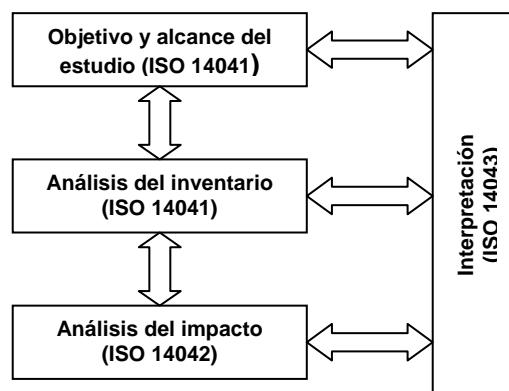 Objetivo y alcance del
estudio (ISO 14041)
Análisis del inventario
(ISO 14041)
Análisis del impacto
(ISO 14042)
Interpretación
(ISO 14043)